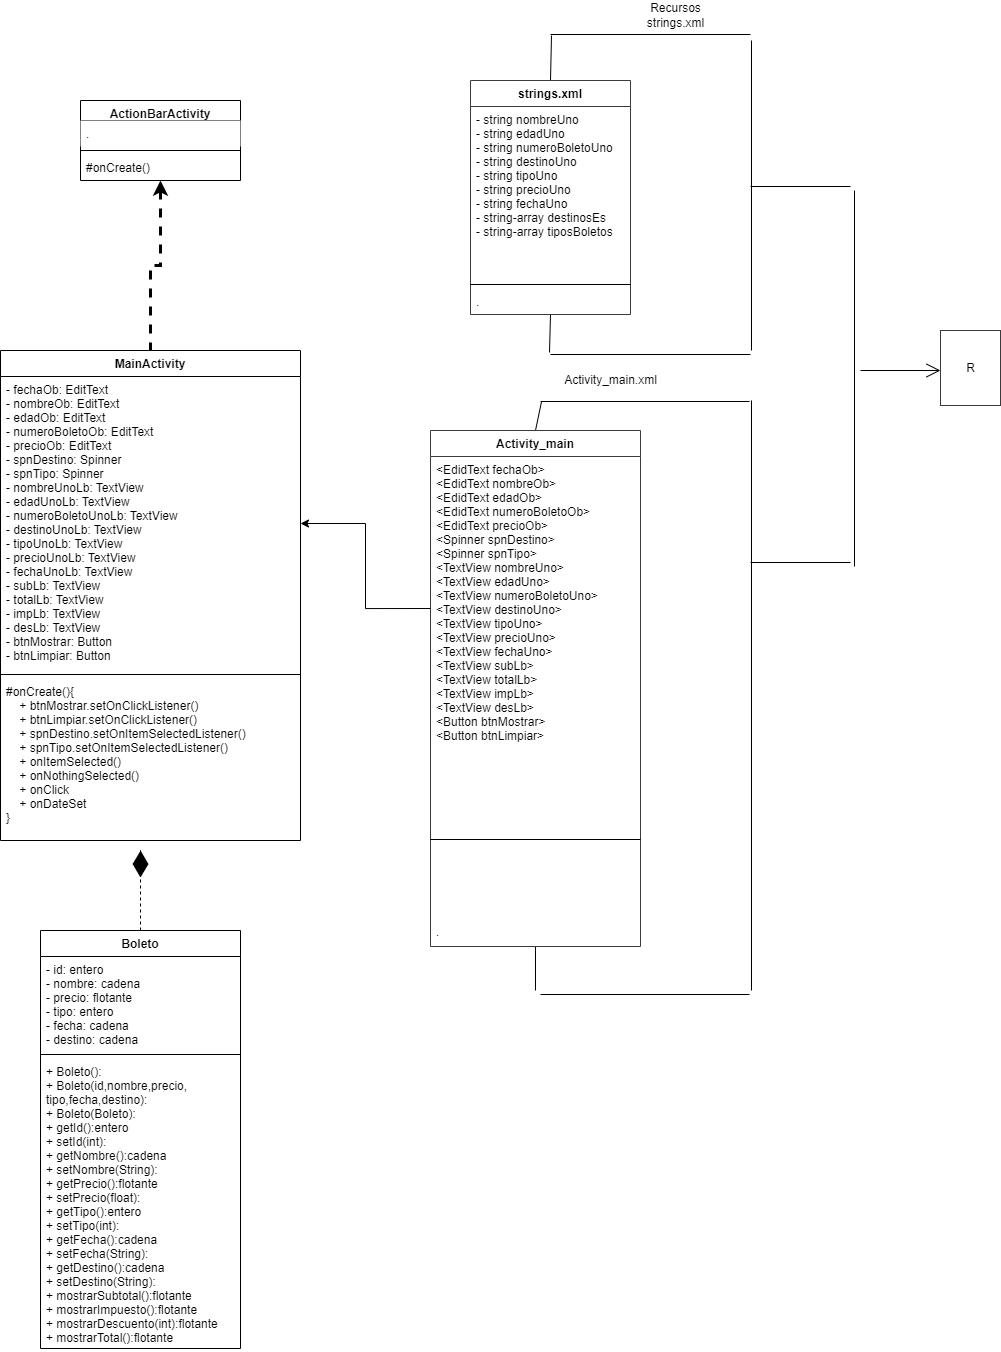 Recursos
strings.xml
strings.xml
- string nombreUno
- string edadUno
- string numeroBoletoUno
- string destinoUno
- string tipoUno
- string precioUno
- string fechaUno
- string-array destinosEs
- string-array tiposBoletos
.
ActionBarActivity
.
#onCreate()
MainActivity
- fechaOb: EditText
- nombreOb: EditText
- edadOb: EditText
- numeroBoletoOb: EditText
- precioOb: EditText
- spnDestino: Spinner
- spnTipo: Spinner
- nombreUnoLb: TextView
- edadUnoLb: TextView
- numeroBoletoUnoLb: TextView
- destinoUnoLb: TextView
- tipoUnoLb: TextView
- precioUnoLb: TextView
- fechaUnoLb: TextView
- subLb: TextView
- totalLb: TextView
- impLb: TextView
- desLb: TextView
- btnMostrar: Button
- btnLimpiar: Button
#onCreate(){
+ btnMostrar.setOnClickListener()
+ btnLimpiar.setOnClickListener()
+ spnDestino.setOnItemSelectedListener()
+ spnTipo.setOnItemSelectedListener()
+ onItemSelected()
+ onNothingSelected()
+ onClick
+ onDateSet
}
Activity_main.xml
Activity_main
<EdidText fechaOb>
<EdidText nombreOb>
<EdidText edadOb>
<EdidText numeroBoletoOb>
<EdidText precioOb>
<Spinner spnDestino>
<Spinner spnTipo>
<TextView nombreUno>
<TextView edadUno>
<TextView numeroBoletoUno>
<TextView destinoUno>
<TextView tipoUno>
<TextView precioUno>
<TextView fechaUno>
<TextView subLb>
<TextView totalLb>
<TextView impLb>
<TextView desLb>
<Button btnMostrar>
<Button btnLimpiar>
.
R
Boleto
- id: entero
- nombre: cadena
- precio: flotante
- tipo: entero
- fecha: cadena
- destino: cadena
+ Boleto():
+ Boleto(id,nombre,precio,
tipo,fecha,destino):
+ Boleto(Boleto):
+ getId():entero
+ setId(int):
+ getNombre():cadena
+ setNombre(String):
+ getPrecio():flotante
+ setPrecio(float):
+ getTipo():entero
+ setTipo(int):
+ getFecha():cadena
+ setFecha(String):
+ getDestino():cadena
+ setDestino(String):
+ mostrarSubtotal():flotante
+ mostrarImpuesto():flotante
+ mostrarDescuento(int):flotante
+ mostrarTotal():flotante